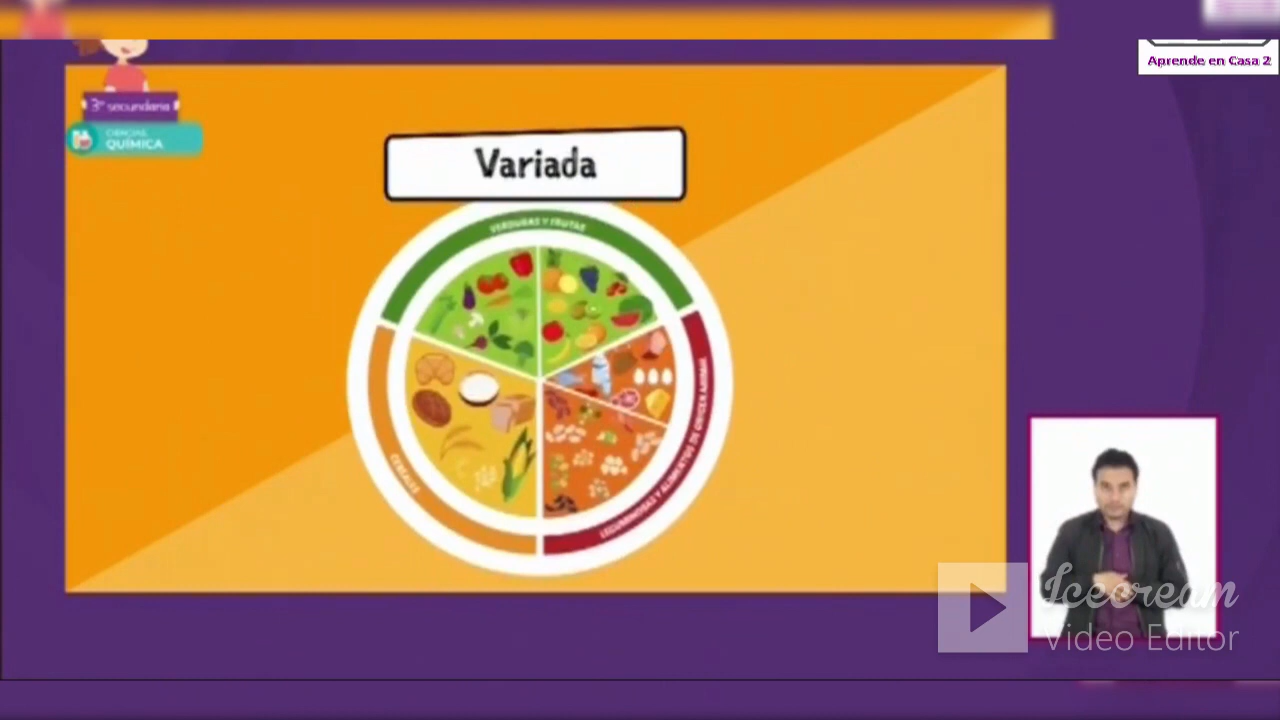 Aprende en Casa 2
3° secundaria
CIENCIAS
QUÍMICA
Variada
VERDURAS Y FRUTAS
CEREALES
LEGUMINOSAS Y ALIMENTOS DE ORIGEN ANIMAL
Icecream
Video Editor